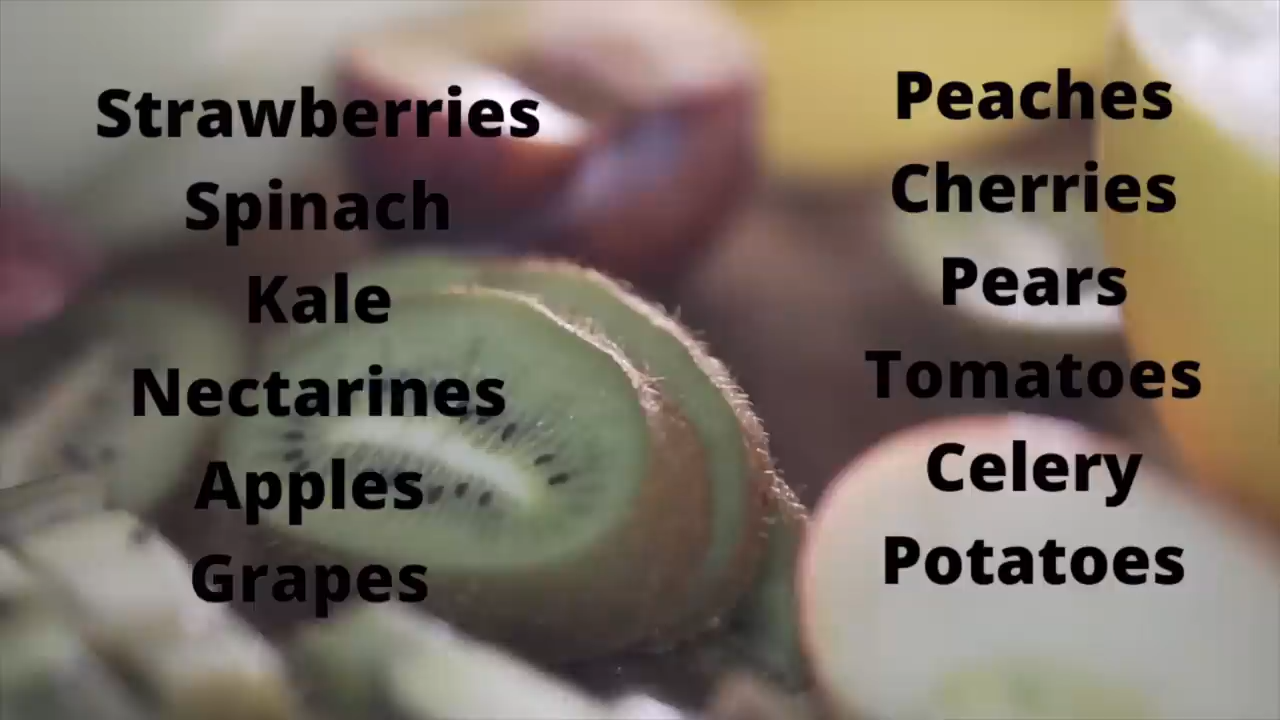 Strawberries
Spinach
Kale
Nectarines
Apples
Grapes
Peaches
Cherries
Pears
Tomatoes
Celery
Potatoes